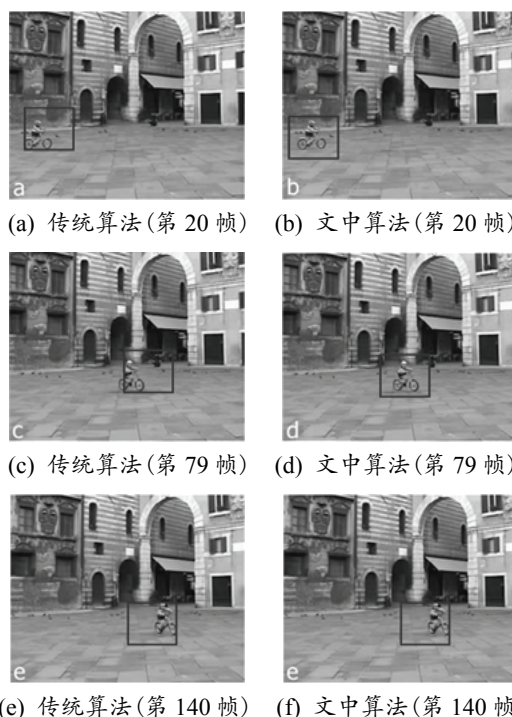 a b
(a) 传统算法(第 20 帧) (b) 文中算法(第 20 帧)
c d
(c) 传统算法(第 79 帧) (d) 文中算法(第 79 帧)
e e
(e) 传统算法(第 140 帧) (f) 文中算法(第 140 帧